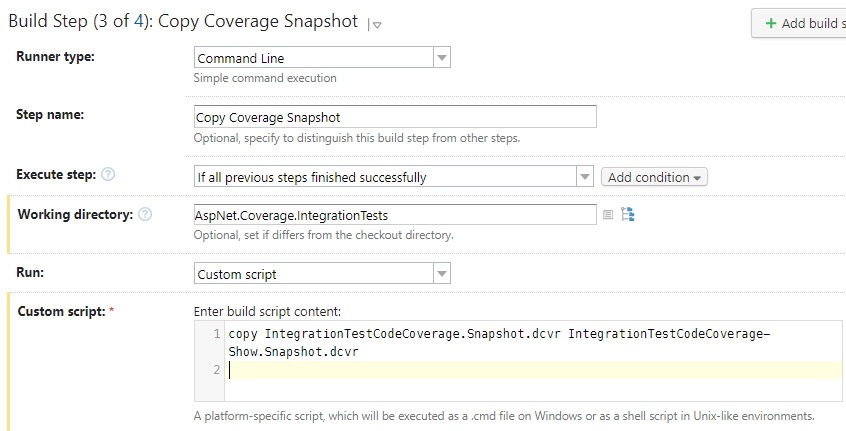 Build Step (3 of 4): Copy Coverage Snapshot
+ Add build s
Runner type:
Command Line
Simple command execution
Step name:
Copy Coverage Snapshot
Optional, specify to distinguish this build step from other steps.
Execute step: ?
If all previous steps finished successfully
Add condition
Working directory: ?
AspNet.Coverage.IntegrationTests
Optional, set if differs from the checkout directory.
Run:
Custom script
Custom script: *
Enter build script content:
1 copy IntegrationTestCodeCoverage.Snapshot.dcvr IntegrationTestCodeCoverage-
Show.Snapshot.dcvr
2
A platform-specific script, which will be executed as a .cmd file on Windows or as a shell script in Unix-like environments.